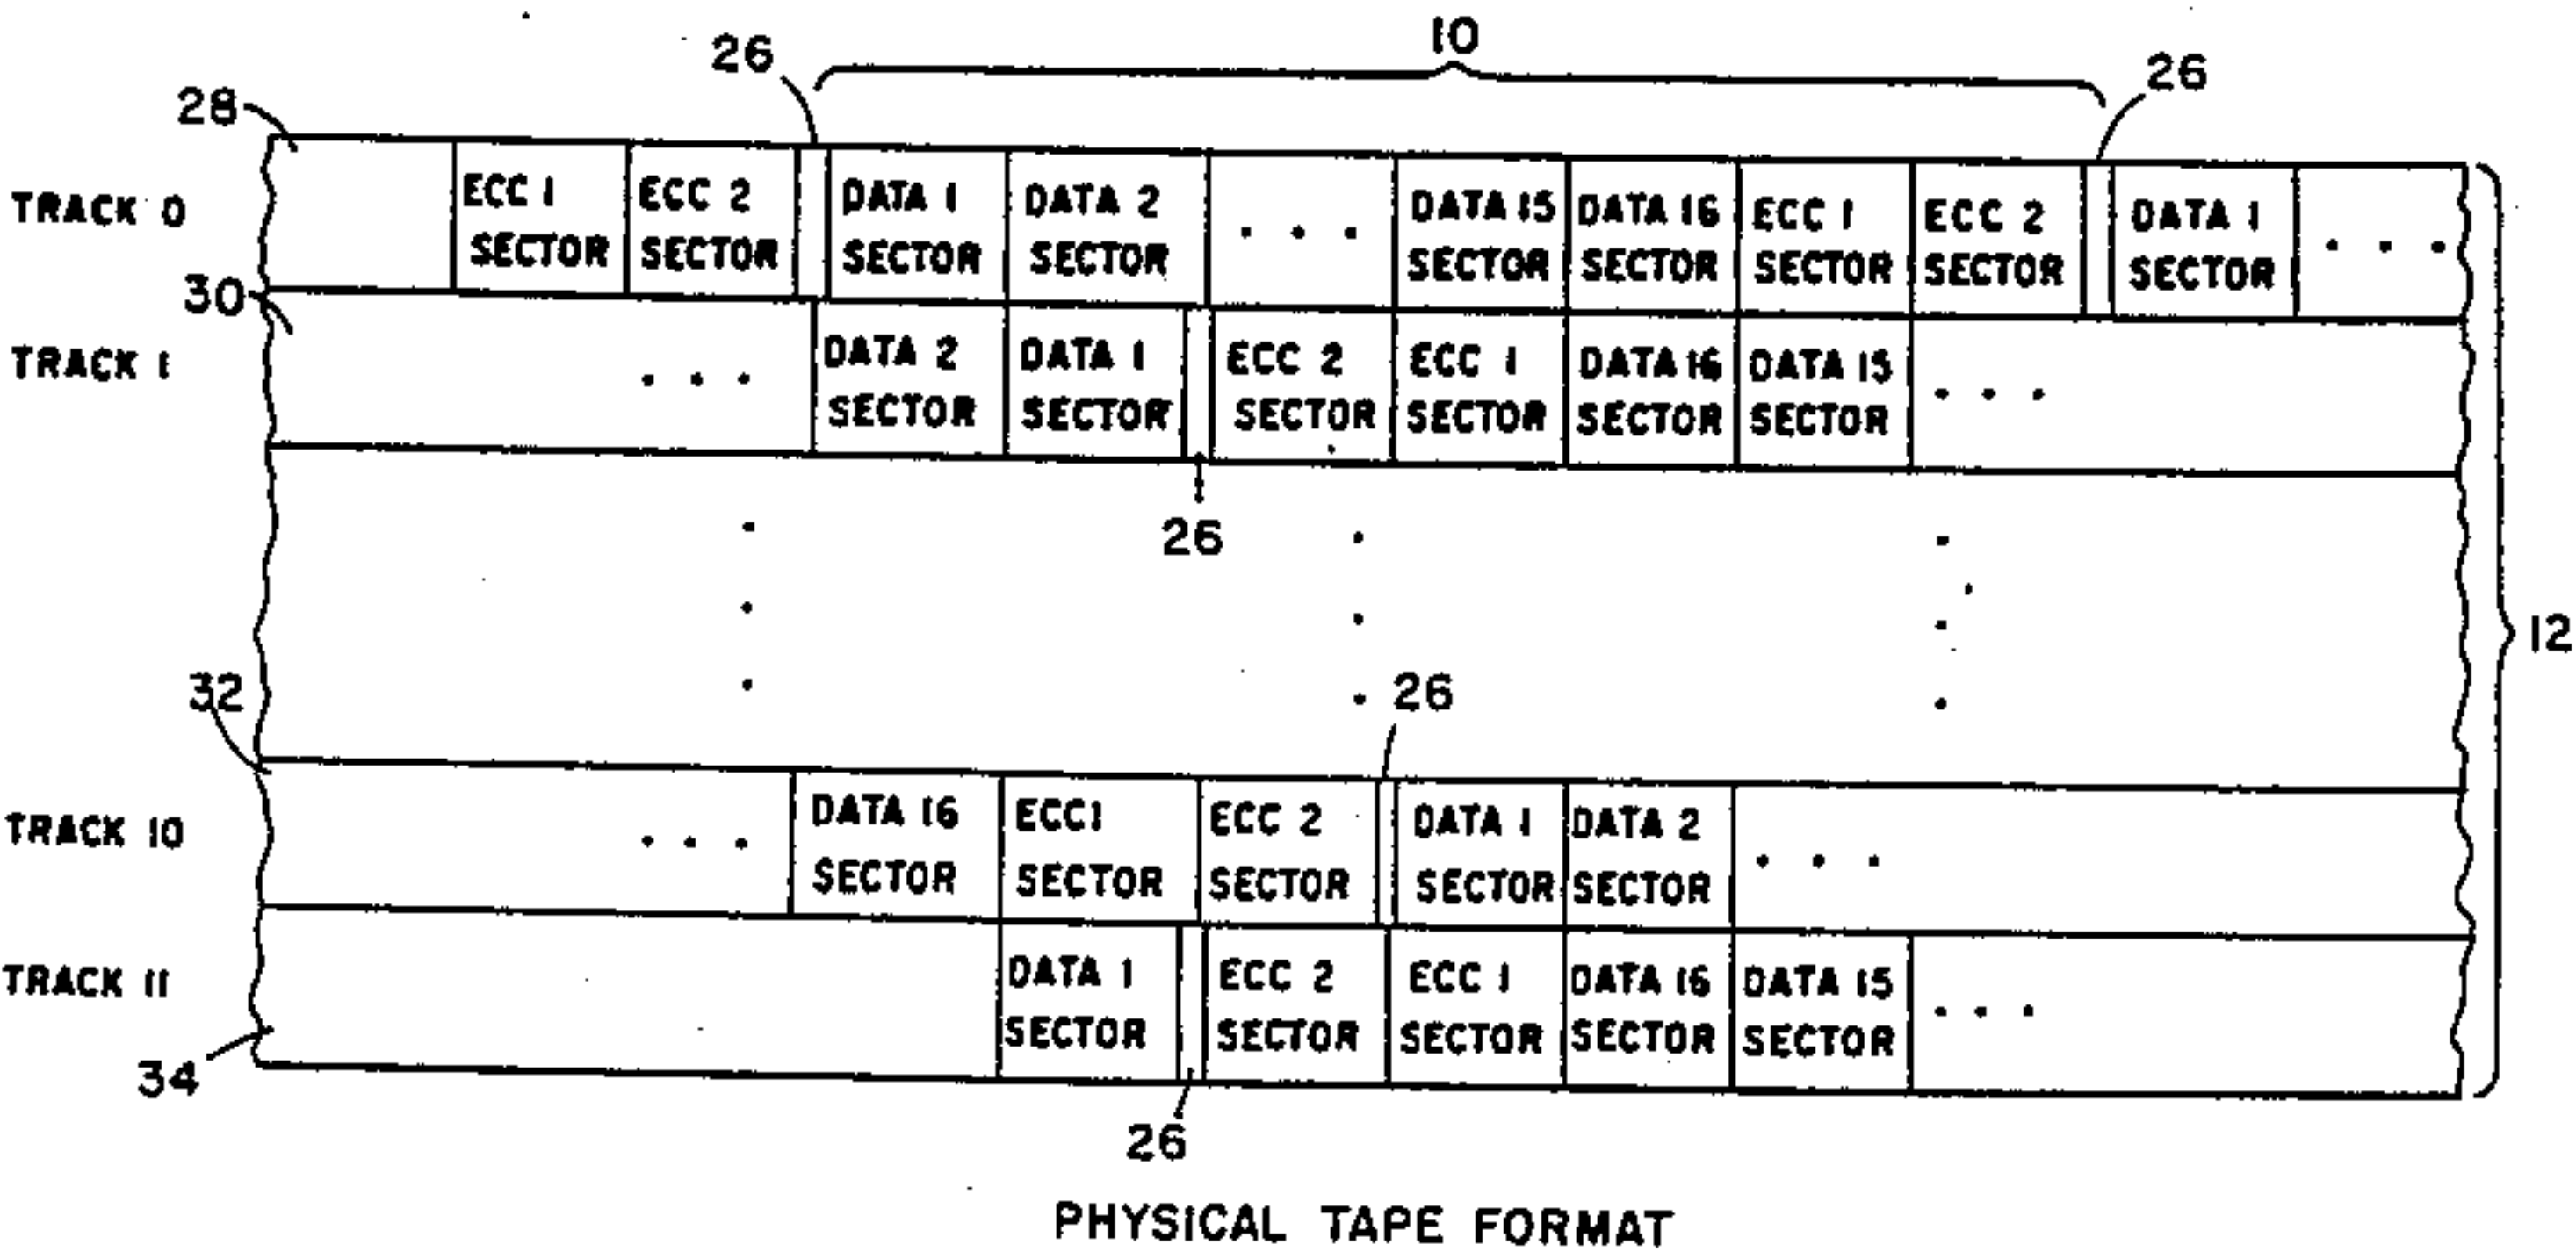 10
26
26
28
TRACK 0
ECC 1 SECTOR
ECC 2 SECTOR
DATA 1 SECTOR
DATA 2 SECTOR
. . .
DATA 15 SECTOR
DATA 16 SECTOR
ECC 1 SECTOR
ECC 2 SECTOR
DATA 1 SECTOR
. . .
30
TRACK 1
. . .
DATA 2 SECTOR
DATA 1 SECTOR
ECC 2 SECTOR
ECC 1 SECTOR
DATA 16 SECTOR
DATA 15 SECTOR
. . .
26
12
32
26
TRACK 10
. . .
DATA 16 SECTOR
ECC1 SECTOR
ECC 2 SECTOR
DATA 1 SECTOR
DATA 2 SECTOR
. . .
TRACK 11
DATA 1 SECTOR
ECC 2 SECTOR
ECC 1 SECTOR
DATA 16 SECTOR
DATA 15 SECTOR
. . .
34
26
PHYSICAL TAPE FORMAT